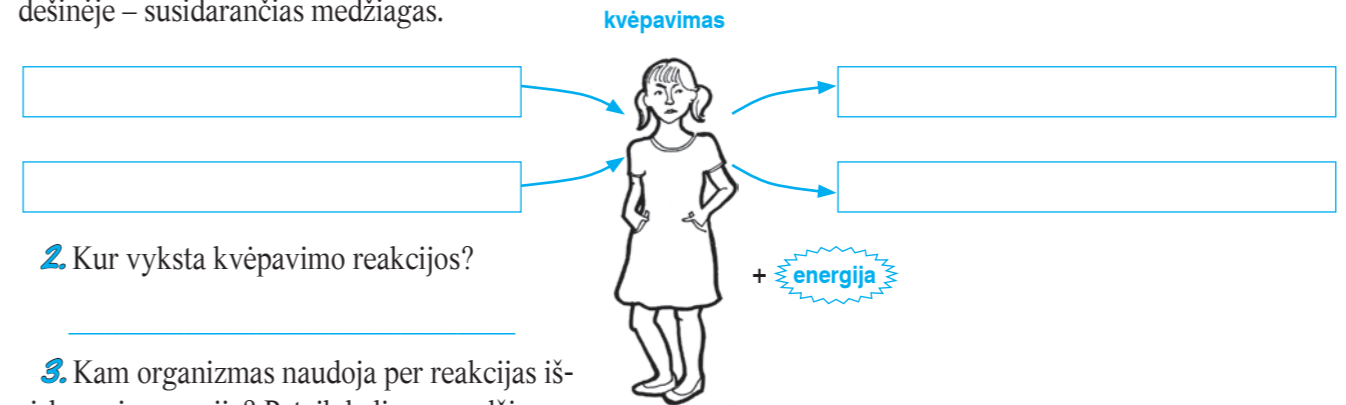 dešinėje – susidarančias medžiagas.
kvėpavimas
2. Kur vyksta kvėpavimo reakcijos?
+ energija
3. Kam organizmas naudoja per reakcijas iš-